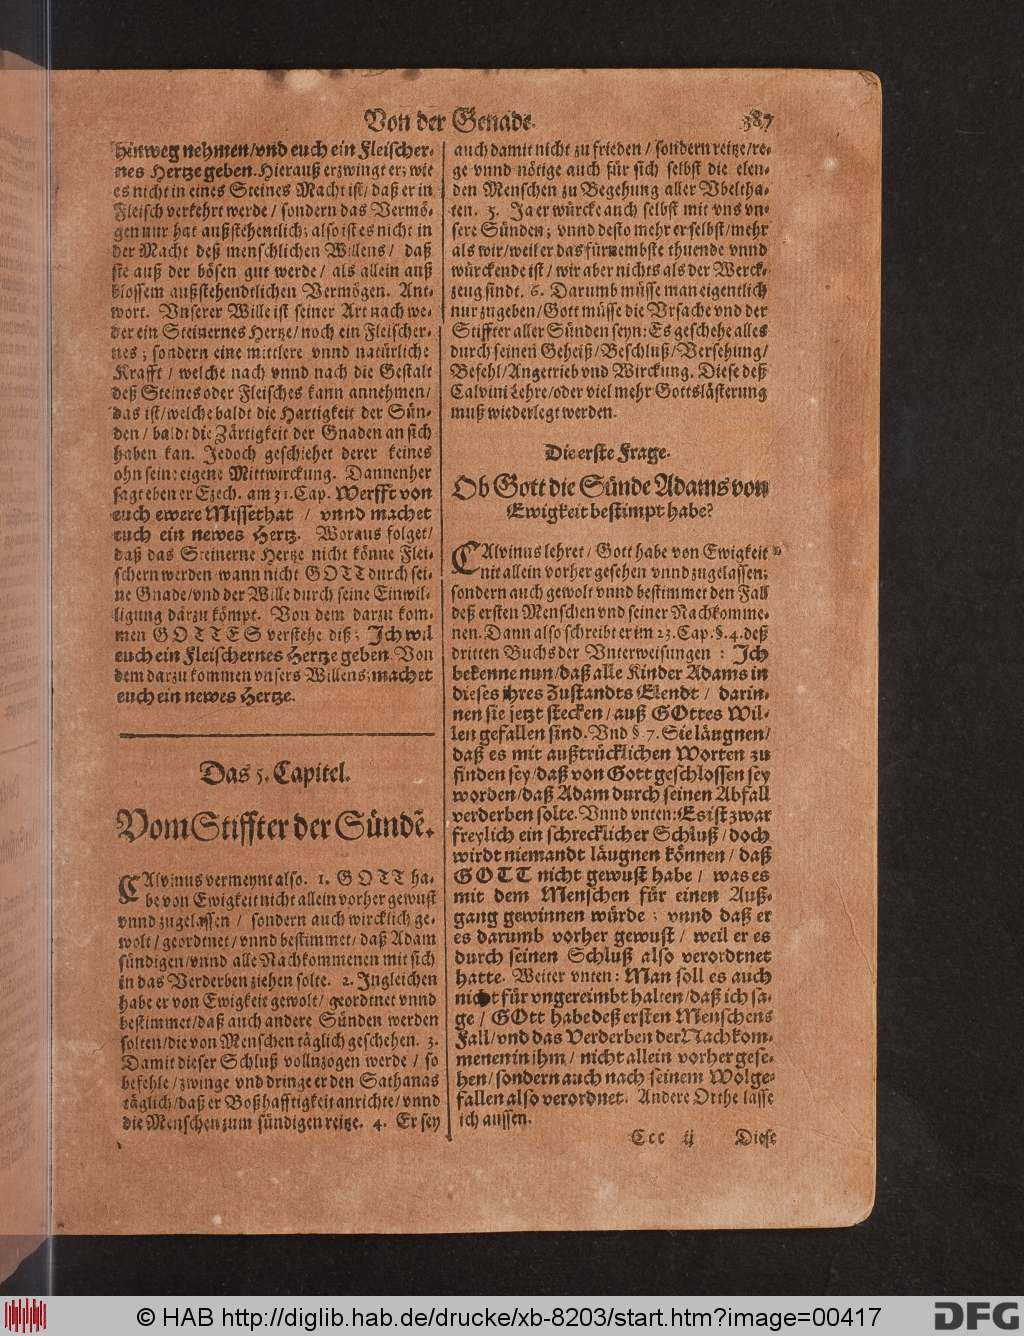 Von der Genade.
387
hinweg nehmen/vnd euch ein Fleischer-
nes Hertze geben. Hierauß erzwingt er; wie
es nicht in eines Steines Macht ist/ daß er in
Fleisch verkehrt werde / sondern das Vermö-
gen nur hat außstehentlich; also ist es nicht in
der Macht deß menschlichen Willens / daß
sie auß der bösen gut werde / als allein auß
blossem außstehendtlichen Vermögen. Ant-
wort. Vnserer Wille ist seiner Art nach we-
der ein Steinernes Hertze/ noch ein Fleischer-
nes; sondern eine mittlere vnnd natürliche
Krafft / welche nach vnnd nach die Gestalt
deß Steines oder Fleisches kann annehmen/
das ist/ welche baldt die Hartigkeit der Sün-
den / baldt die Zärtigkeit der Gnaden an sich
haben kan. Jedoch geschiehet derer keines
ohn seine eigene Mittwirckung. Dannenher
sagt eben er Ezech. am 31. Cap. Werfft von
euch ewere Missethat / vnnd machet
euch ein newes Hertz. Woraus folget/
daß das Steinerne Hertze nicht könne Flei-
schern werden wann nicht GOTT durch sei-
ne Gnade/ vnd der Wille durch seine Einwil-
ligung darzu kömpt. Von dem darzu kom-
men GOTTES verstehe diß; Ich wil
euch ein Fleischernes Hertze geben. Von
dem darzu kommen vnsers Willens; machet
euch ein newes Hertze.
Das 5. Capitel.
Vom Stiffter der Sündē.
CAlvinus vermeynt also. 1. GOTT ha-
be von Ewigkeit nicht allein vorher gewust
vnnd zugelassen / sondern auch wircklich ge-
wolt / geordtnet / vnnd bestimmet / daß Adam
sündigen / vnnd alle Nachkommenen mit sich
in das Verderben ziehen solte. 2. Ingleichen
habe er von Ewigkeit gewolt / geordtnet vnnd
bestimmet / daß auch andere Sünden werden
solten / die von Menschen täglich geschehen. 3.
Damit dieser Schluß vollnzogen werde / so
befehle / zwinge vnd dringe er den Sathanas
täglich / daß er Boßhafftigkeit anrichte / vnnd
die Menschen zum sündigen reitze. 4. Er sey
auch damit nicht zu frieden / sondern reitze / re-
ge vnnd nötige auch für sich selbst die elen-
den Menschen zu Begehung aller Vbeltha-
ten. 5. Ja er würcke auch selbst mit vns vn-
sere Sünden; vnnd desto mehr er selbst / mehr
als wir / weil er das fürnembste thuende vnnd
würckende ist / wir aber nichts als der Werck-
zeug sindt. 6. Darumb müsse man eigentlich
nur zugeben / Gott müsse die Vrsache vnd der
Stiffter aller Sünden seyn: Es geschehe alles
durch seinen Geheiß / Beschluß / Versehung /
Befehl / Angetrieb vnd Wirckung. Diese deß
Calvini Lehre / oder viel mehr Gottslästerung
muß wiederlegt werden.
Die erste Frage.
Ob Gott die Sünde Adams von
Ewigkeit bestimpt habe?
CAlvinus lehret / Gott habe von Ewigkeit
nit allein vorher gesehen vnnd zugelassen;
sondern auch gewolt vnnd bestimmet den Fall
deß ersten Menschen vnd seiner Nachkomme-
nen. Dann also schreibt er im 23. Cap. §. 4. deß
dritten Buchs der Vnterweisungen : Ich
bekenne nun / daß alle Kinder Adams in
dieses ihres Zustandts Elendt / darin-
nen sie jetzt stecken / auß GOttes Wil-
len gefallen sind. Vnd §. 7. Sie läugnen /
daß es mit außtrücklichen Worten zu
finden sey / daß von Gott geschlossen sey
worden / daß Adam durch seinen Abfall
verderben solte. Vnnd vnten: Es ist zwar
freylich ein schrecklicher Schluß / doch
wirdt niemandt läugnen können / daß
GOTT nicht gewust habe / was es
mit dem Menschen für einen Auß-
gang gewinnen würde ; vnnd daß er
es darumb vorher gewust / weil er es
durch seinen Schluß also verordtnet
hatte. Weiter vnten: Man soll es auch
nicht für vngereimbt halten / daß ich sa-
ge / GOtt habe deß ersten Menschens
Fall / vnd das Verderben der Nachkom-
menen in ihm / nicht allein vorher gese-
hen / sondern auch nach seinem Wolge-
fallen also verordnet. Andere Orthe lasse
ich aussen.
Ccc ij
Diese
© HAB http://diglib.hab.de/drucke/xb-8203/start.htm?image=00417
DFG